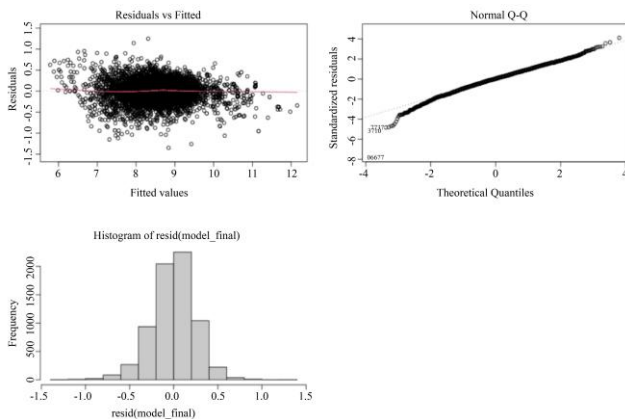 Residuals vs Fitted
Residuals
1.5
1.0
0.5
0.0
-0.5
-1.0
-1.5
6 7 8 9 10 11 12
Fitted values
Normal Q-Q
Standardized residuals
4
2
0
-2
-4
-6
-8
3759
96677
-4 -2 0 2 4
Theoretical Quantiles
Histogram of resid(model_final)
Frequency
2000
1500
1000
500
0
-1.5 -1.0 -0.5 0.0 0.5 1.0 1.5
resid(model_final)